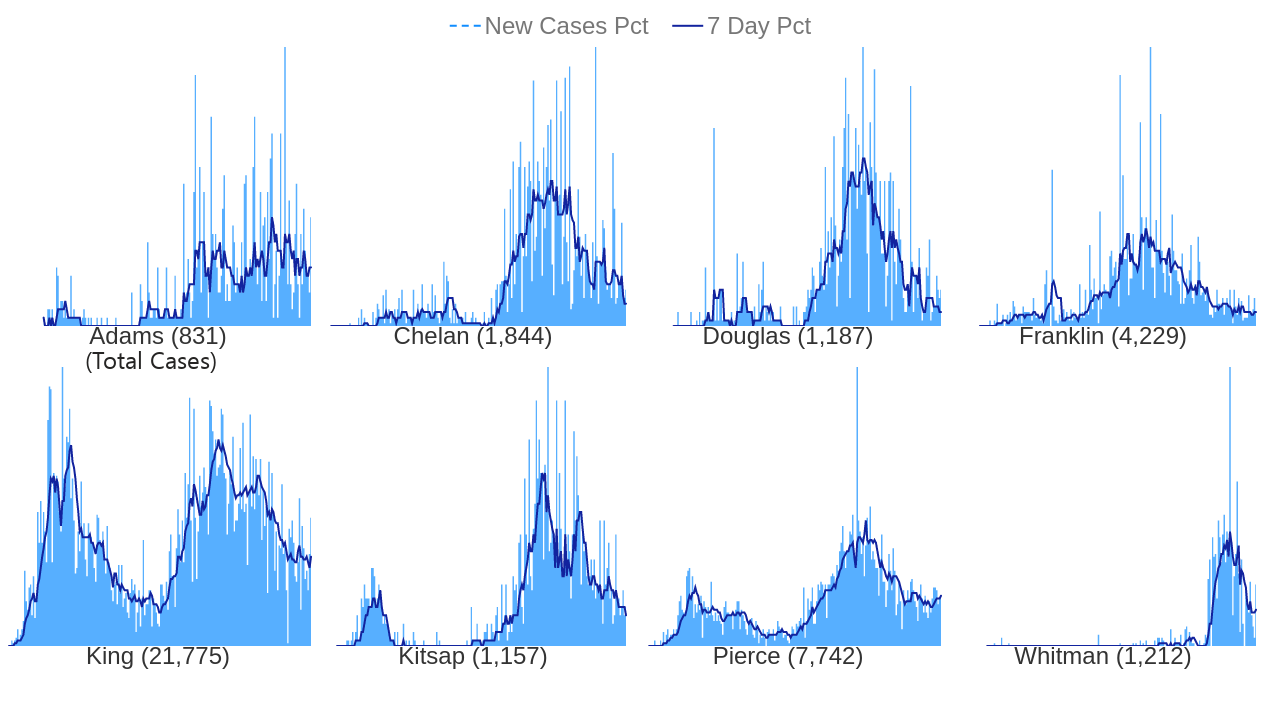 New Cases Pct 7 Day Pct
Adams (831) Chelan (1,844) Douglas (1,187) Franklin (4,229)
(Total Cases)
King (21,775) Kitsap (1,157) Pierce (7,742) Whitman (1,212)